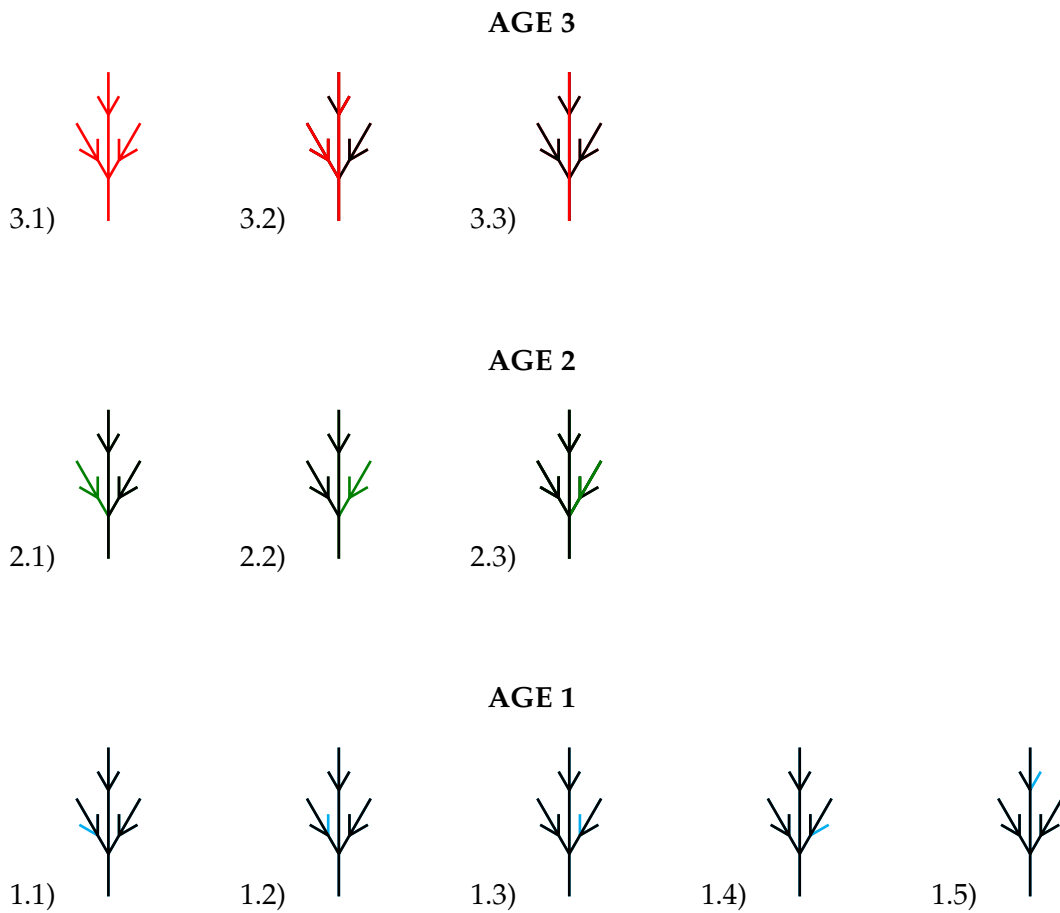 AGE 3
3.1) 3.2) 3.3)
AGE 2
2.1) 2.2) 2.3)
AGE 1
1.1) 1.2) 1.3) 1.4) 1.5)